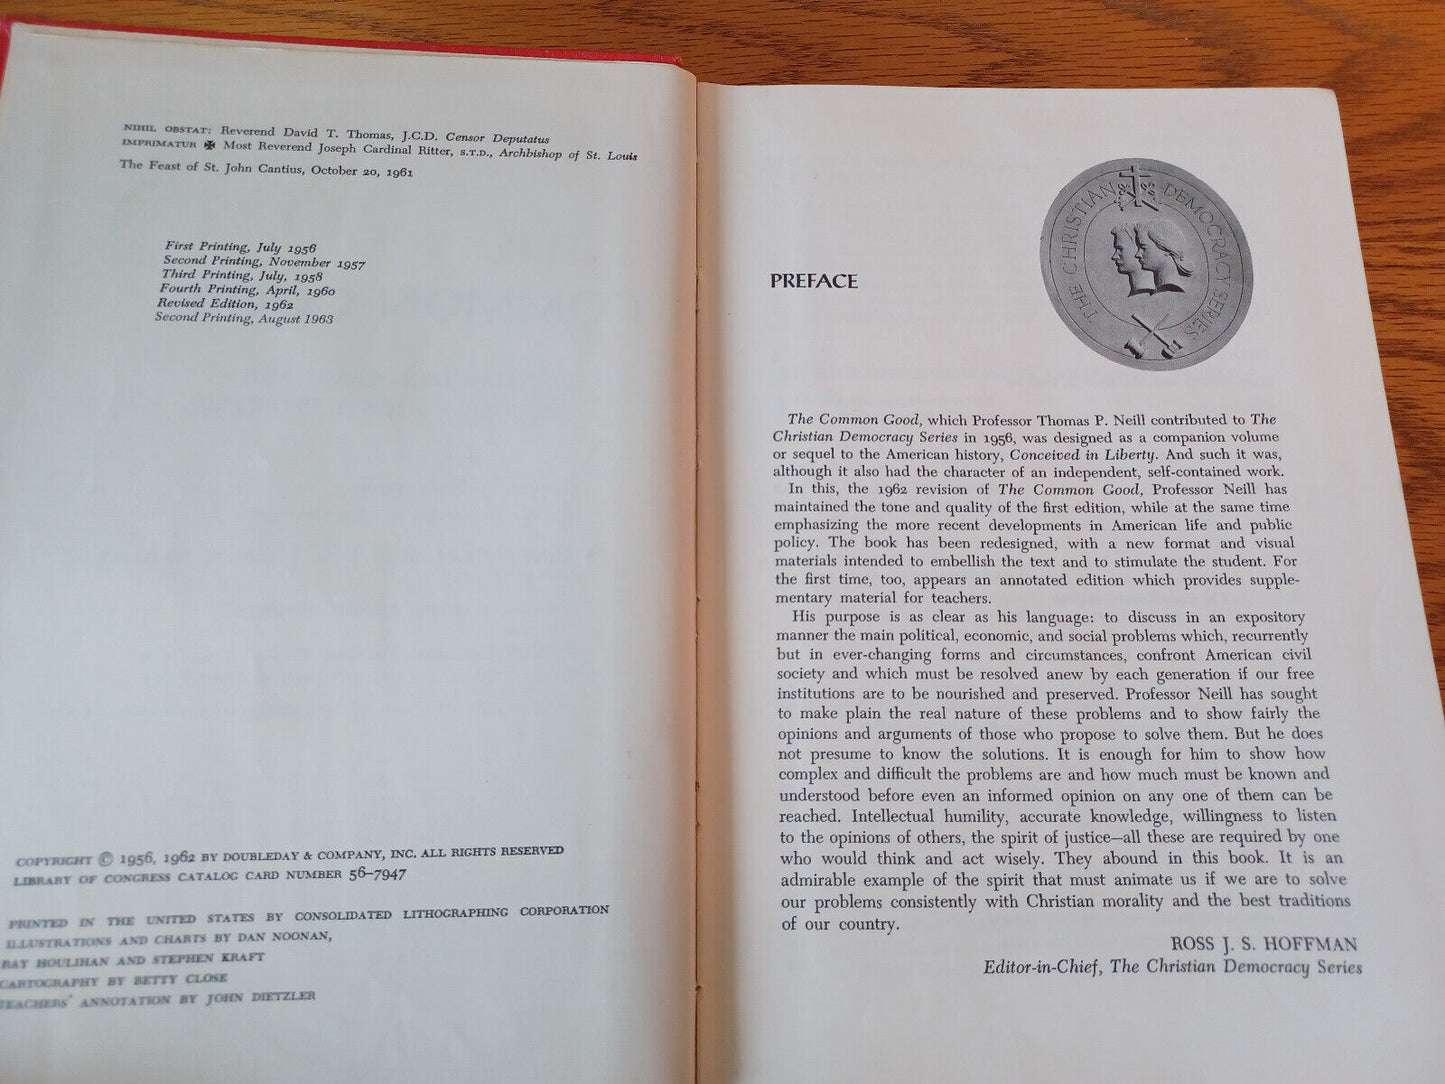 NIHIL OBSTAT: Reverend David T. Thomas, J.C.D. Censor Deputatus
IMPRIMATUR ✠ Most Reverend Joseph Cardinal Ritter, S.T.D., Archbishop of St. Louis
The Feast of St. John Cantius, October 20, 1961
First Printing, July 1956
Second Printing, November 1957
Third Printing, July, 1958
Fourth Printing, April, 1960
Revised Edition, 1962
Second Printing, August 1963
COPYRIGHT © 1956, 1962 BY DOUBLEDAY & COMPANY, INC. ALL RIGHTS RESERVED
LIBRARY OF CONGRESS CATALOG CARD NUMBER 56–7947
PRINTED IN THE UNITED STATES BY CONSOLIDATED LITHOGRAPHING CORPORATION
ILLUSTRATIONS AND CHARTS BY DAN NOONAN,
RAY HOULIHAN AND STEPHEN KRAFT
CARTOGRAPHY BY BETTY CLOSE
TEACHERS' ANNOTATION BY JOHN DIETZLER
THE CHRISTIAN DEMOCRACY SERIES
PREFACE
The Common Good, which Professor Thomas P. Neill contributed to The
Christian Democracy Series in 1956, was designed as a companion volume
or sequel to the American history, Conceived in Liberty. And such it was,
although it also had the character of an independent, self-contained work.
In this, the 1962 revision of The Common Good, Professor Neill has
maintained the tone and quality of the first edition, while at the same time
emphasizing the more recent developments in American life and public
policy. The book has been redesigned, with a new format and visual
materials intended to embellish the text and to stimulate the student. For
the first time, too, appears an annotated edition which provides supple-
mentary material for teachers.
His purpose is as clear as his language: to discuss in an expository
manner the main political, economic, and social problems which, recurrently
but in ever-changing forms and circumstances, confront American civil
society and which must be resolved anew by each generation if our free
institutions are to be nourished and preserved. Professor Neill has sought
to make plain the real nature of these problems and to show fairly the
opinions and arguments of those who propose to solve them. But he does
not presume to know the solutions. It is enough for him to show how
complex and difficult the problems are and how much must be known and
understood before even an informed opinion on any one of them can be
reached. Intellectual humility, accurate knowledge, willingness to listen
to the opinions of others, the spirit of justice—all these are required by one
who would think and act wisely. They abound in this book. It is an
admirable example of the spirit that must animate us if we are to solve
our problems consistently with Christian morality and the best traditions
of our country.
ROSS J. S. HOFFMAN
Editor-in-Chief, The Christian Democracy Series